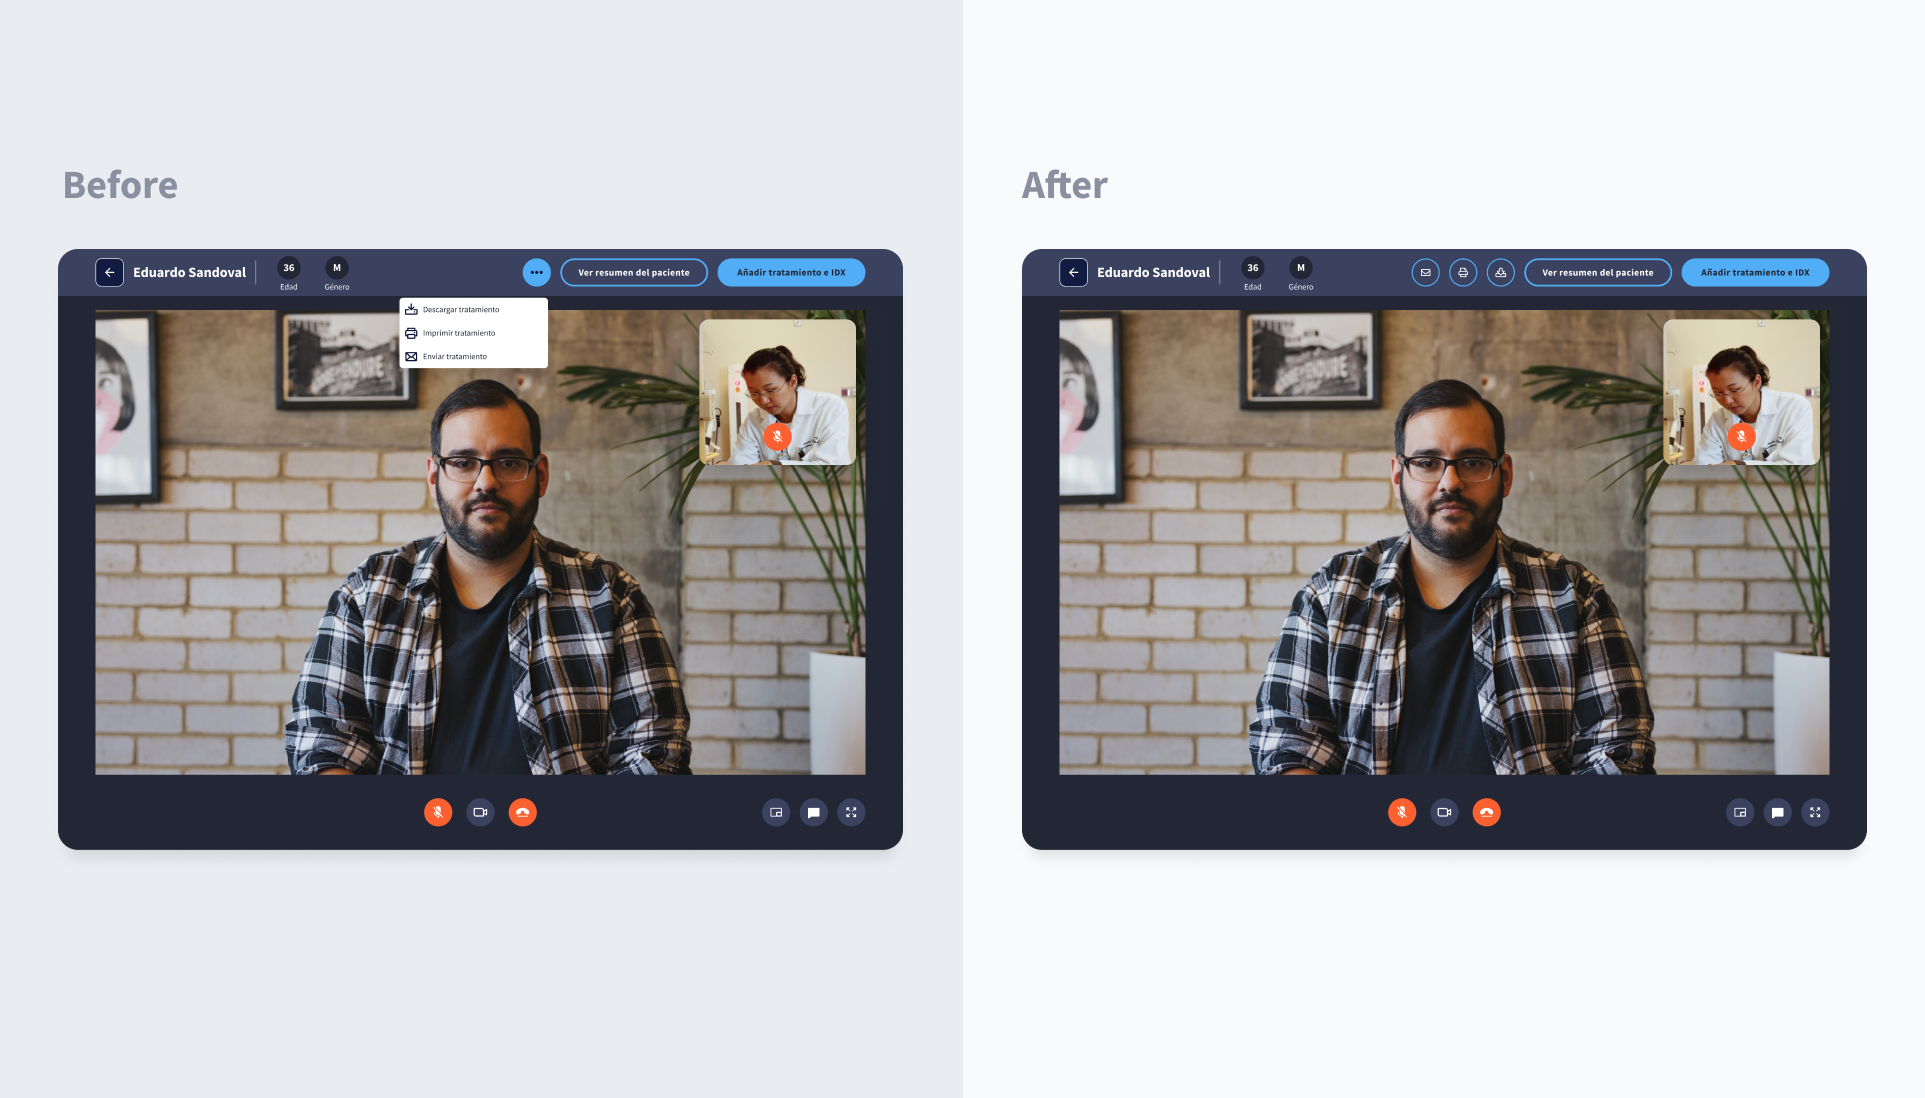 Before
Eduardo Sandoval
36
Edad
M
Género
Ver resumen del paciente
Añadir tratamiento e IDX
Descargar tratamiento
Imprimir tratamiento
Enviar tratamiento
After
Eduardo Sandoval
36
Edad
M
Género
Ver resumen del paciente
Añadir tratamiento e IDX